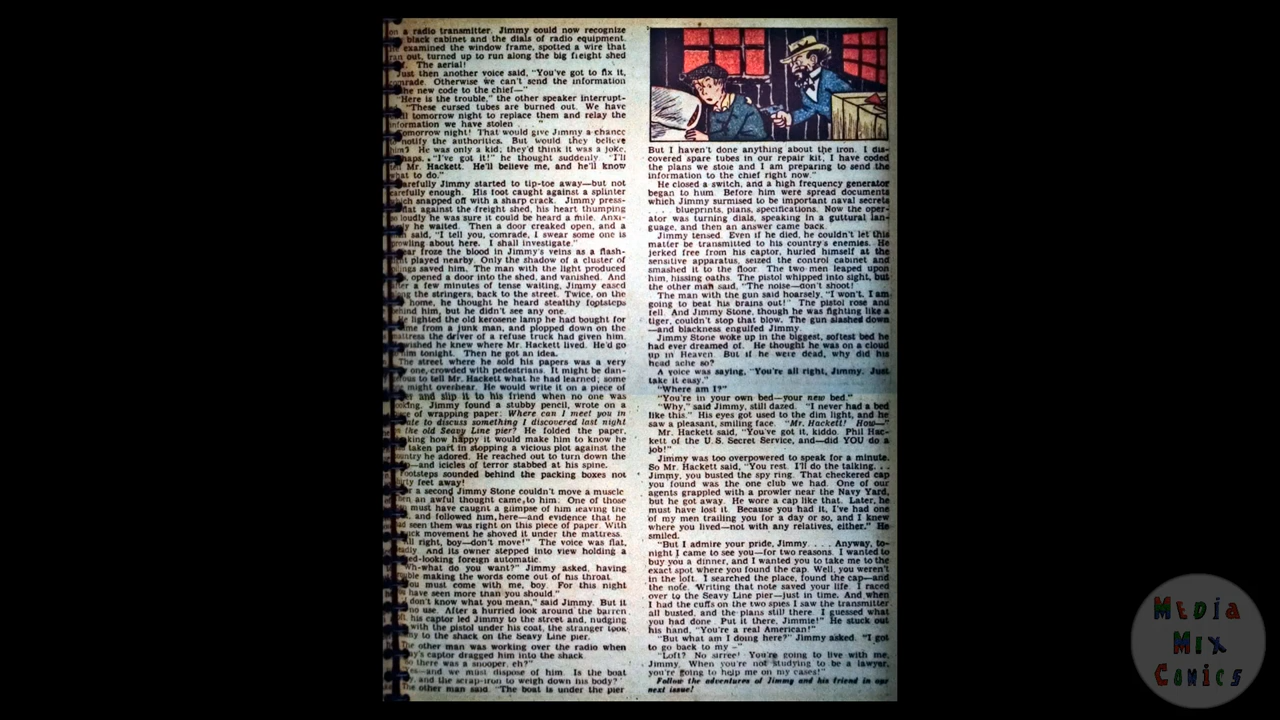 on a radio transmitter, Jimmy could now recognize
black cabinet and the dials of radio equipment.
examined the window frame, spotted a wire that
ran out, turned up to run along the big freight shed
The aerial!
Just then another voice said, "You've got to fix it,
comrade. Otherwise we can't send the information
the new code to the chief—"
"Here is the trouble," the other speaker interrupt-
"These cursed tubes are burned out. We have
tomorrow night to replace them and relay the
information we have stolen . . ."
Tomorrow night! That would give Jimmy a chance
notify the authorities. But would they believe
him? He was only a kid; they'd think it was a joke,
haps. . "I've got it!" he thought suddenly. "I'll
Mr. Hackett. He'll believe me, and he'll know
what to do."
Carefully Jimmy started to tip-toe away—but not
carefully enough. His foot caught against a splinter
which snapped off with a sharp crack. Jimmy press-
flat against the freight shed, his heart thumping
so loudly he was sure it could be heard a mile. Anxi-
ly he waited. Then a door creaked open, and a
said, "I tell you, comrade, I swear some one is
prowling about here. I shall investigate."
Fear froze the blood in Jimmy's veins as a flash-
played nearby. Only the shadow of a cluster of
saved him. The man with the light produced
opened a door into the shed, and vanished. And
after a few minutes of tense waiting, Jimmy eased
the stringers, back to the street. Twice, on the
home, he thought he heard stealthy footsteps
behind him, but he didn't see any one.
He lighted the old kerosene lamp he had bought for
from a junk man, and plopped down on the
mattress the driver of a refuse truck had given him.
wished he knew where Mr. Hackett lived. He'd go
him tonight. Then he got an idea.
The street where he sold his papers was a very
one, crowded with pedestrians. It might be dan-
to tell Mr. Hackett what he had learned; some
might overhear. He would write it on a piece of
and slip it to his friend when no one was
looking. Jimmy found a stubby pencil, wrote on a
of wrapping paper: Where can I meet you in
to discuss something I discovered last night
the old Seavy Line pier? He folded the paper,
king how happy it would make him to know he
taken part in stopping a vicious plot against the
country he adored. He reached out to turn down the
—and icicles of terror stabbed at his spine.
Footsteps sounded behind the packing boxes not
feet away!
For a second Jimmy Stone couldn't move a muscle
an awful thought came to him: One of those
must have caught a glimpse of him leaving the
and followed him here—and evidence that he
had seen them was right on this piece of paper. With
quick movement he shoved it under the mattress.
"All right, boy—don't move!" The voice was flat,
And its owner stepped into view holding a
ed-looking foreign automatic.
"Wh-what do you want?" Jimmy asked, having
trouble making the words come out of his throat.
"You must come with me, boy. For this night
have seen more than you should."
don't know what you mean," said Jimmy. But it
no use. After a hurried look around the barren
his captor led Jimmy to the street and, nudging
with the pistol under his coat, the stranger took
my to the shack on the Seavy Line pier.
The other man was working over the radio when
captor dragged him into the shack.
"So there was a snooper, eh?"
"Yes—and we must dispose of him. Is the boat
and the scrap-iron to weigh down his body?
The other man said. "The boat is under the pier
But I haven't done anything about the iron. I dis-
covered spare tubes in our repair kit, I have coded
the plans we stole and I am preparing to send the
information to the chief right now."
He closed a switch, and a high frequency generator
began to hum. Before him were spread documents
which Jimmy surmised to be important naval secrets
. . . . blueprints, plans, specifications. Now the oper-
ator was turning dials, speaking in a guttural lan-
guage, and then an answer came back.
Jimmy tensed. Even if he died, he couldn't let this
matter be transmitted to his country's enemies. He
jerked free from his captor, hurled himself at the
sensitive apparatus, seized the control cabinet and
smashed it to the floor. The two men leaped upon
him, hissing oaths. The pistol whipped into sight, but
the other man said, "The noise—don't shoot!
The man with the gun said hoarsely, "I won't. I am
going to beat his brains out!" The pistol rose and
fell. And Jimmy Stone, though he was fighting like a
tiger, couldn't stop that blow. The gun slashed down
—and blackness engulfed Jimmy.
Jimmy Stone woke up in the biggest, softest bed he
had ever dreamed of. He thought he was on a cloud
up in Heaven. But if he were dead, why did his
head ache so?
A voice was saying, "You're all right, Jimmy. Just
take it easy."
"Where am I?"
"You're in your own bed—your new bed."
"Why," said Jimmy, still dazed. "I never had a bed
like this." His eyes got used to the dim light, and he
saw a pleasant, smiling face. "Mr. Hackett! How—"
Mr. Hackett said, "You've got it, kiddo. Phil Hac-
kett of the U.S. Secret Service, and—did YOU do a
job!"
Jimmy was too overpowered to speak for a minute.
So Mr. Hackett said, "You rest. I'll do the talking. . .
Jimmy, you busted the spy ring. That checkered cap
you found was the one club we had. One of our
agents grappled with a prowler near the Navy Yard,
but he got away. He wore a cap like that. Later, he
must have lost it. Because you had it, I've had one
of my men trailing you for a day or so, and I knew
where you lived—not with any relatives, either." He
smiled.
"But I admire your pride, Jimmy. . . . Anyway, to-
night I came to see you—for two reasons. I wanted to
buy you a dinner, and I wanted you to take me to the
exact spot where you found the cap. Well, you weren't
in the loft. I searched the place, found the cap—and
the note. Writing that note saved your life. I raced
over to the Seavy Line pier—just in time. And when
I had the cuffs on the two spies I saw the transmitter
all busted, and the plans still there. I guessed what
you had done. Put it there, Jimmie!" He stuck out
his hand, "You're a real American!"
"But what am I doing here?" Jimmy asked. "I got
to go back to my —"
"Loft? No siree! You're going to live with me,
Jimmy. When you're not studying to be a lawyer,
you're going to help me on my cases!"
Follow the adventures of Jimmy and his friend in our
next issue!
MEDIA
MIX
COMICS